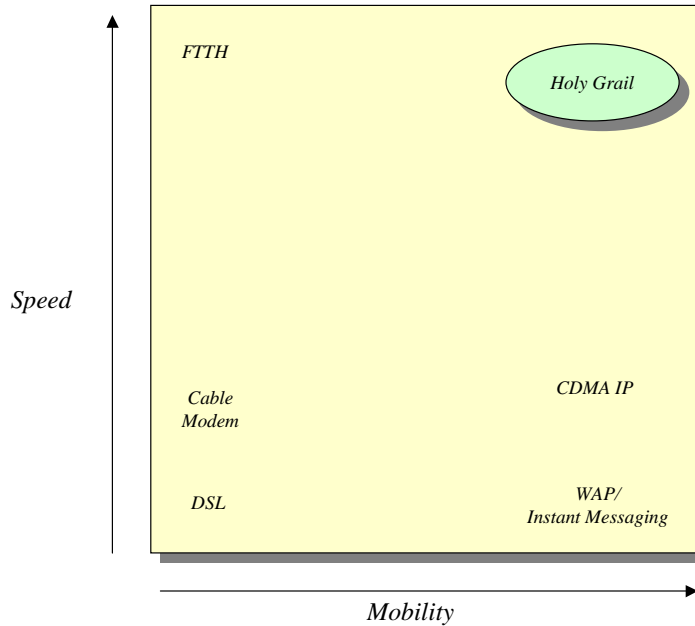 FTTH
Holy Grail
Speed
Cable
Modem
CDMA IP
DSL
WAP/
Instant Messaging
Mobility